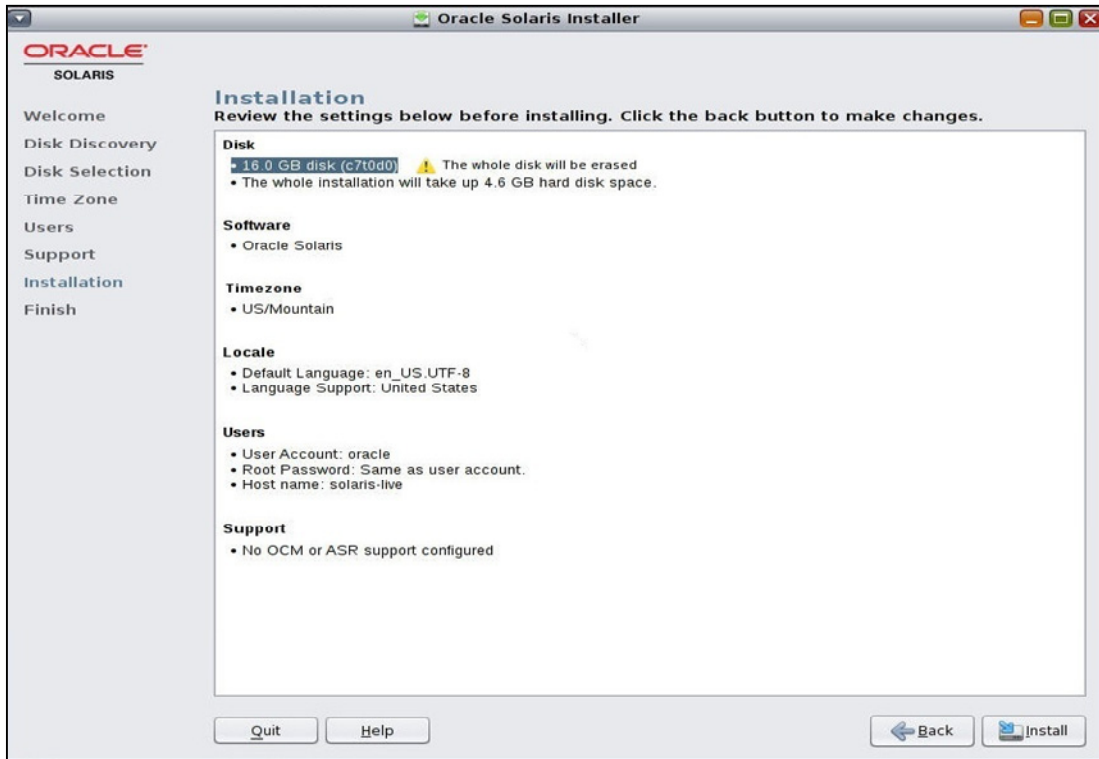 Oracle Solaris Installer
ORACLE
SOLARIS
Welcome
Disk Discovery
Disk Selection
Time Zone
Users
Support
Installation
Finish
Installation
Review the settings below before installing. Click the back button to make changes.
Disk
• 16.0 GB disk (c7t0d0) The whole disk will be erased
• The whole installation will take up 4.6 GB hard disk space.
Software
• Oracle Solaris
Timezone
• US/Mountain
Locale
• Default Language: en_US.UTF-8
• Language Support: United States
Users
• User Account: oracle
• Root Password: Same as user account.
• Host name: solaris-live
Support
• No OCM or ASR support configured
Quit Help Back Install